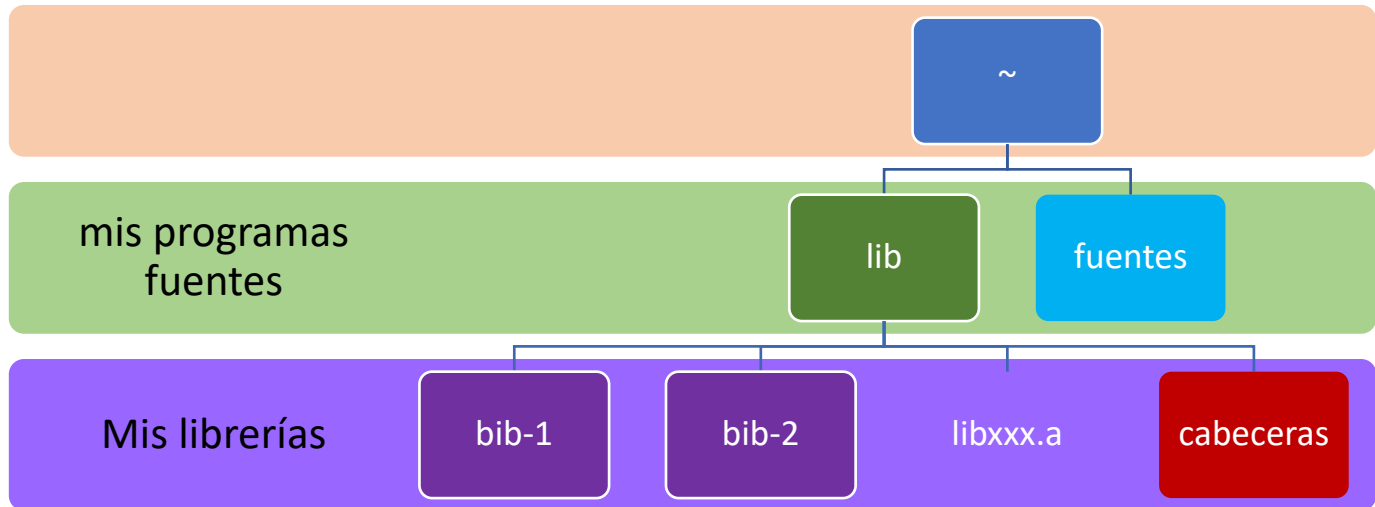 ~
mis programas
fuentes
lib
fuentes
Mis librerías
bib-1
bib-2
libxxx.a
cabeceras